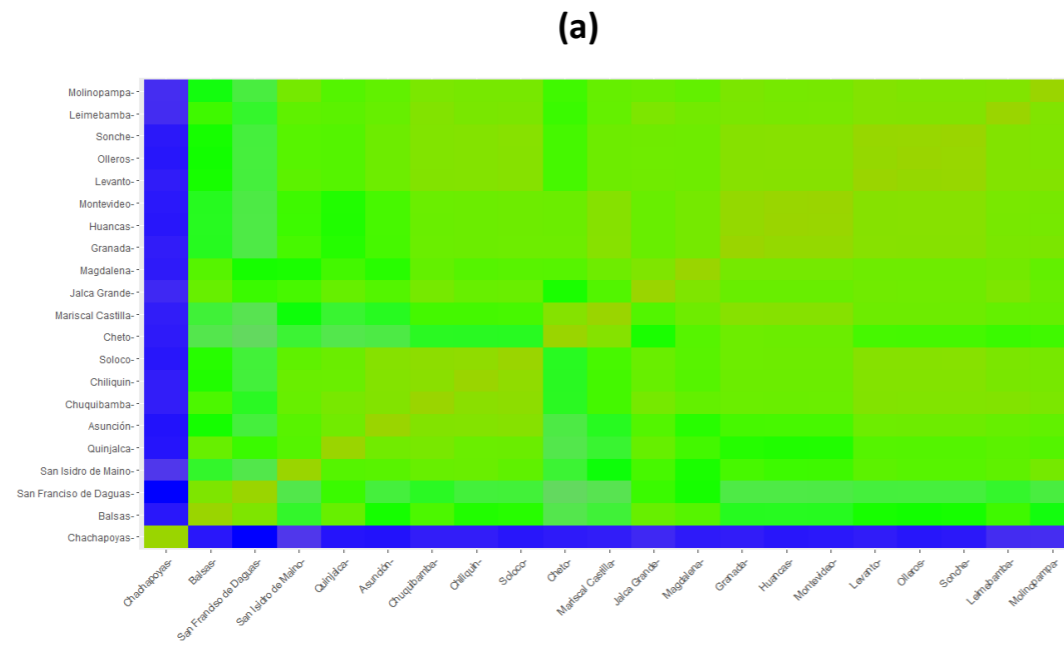 (a)
Molinopampa-
Leimebamba-
Sonche-
Olleros-
Levanto-
Montevideo-
Huancas-
Granada-
Magdalena-
Jalca Grande-
Mariscal Castilla-
Cheto-
Soloco-
Chiliquin-
Chuquibamba-
Asunción-
Quinjalca-
San Isidro de Maino-
San Franciso de Daguas-
Balsas-
Chachapoyas-
Chachapoyas-
Balsas-
San Franciso de Daguas-
San Isidro de Maino-
Quinjalca-
Asunción-
Chuquibamba-
Chiliquin-
Soloco-
Cheto-
Mariscal Castilla-
Jalca Grande-
Magdalena-
Granada-
Huancas-
Montevideo-
Levanto-
Olleros-
Sonche-
Leimebamba-
Molinopampa-